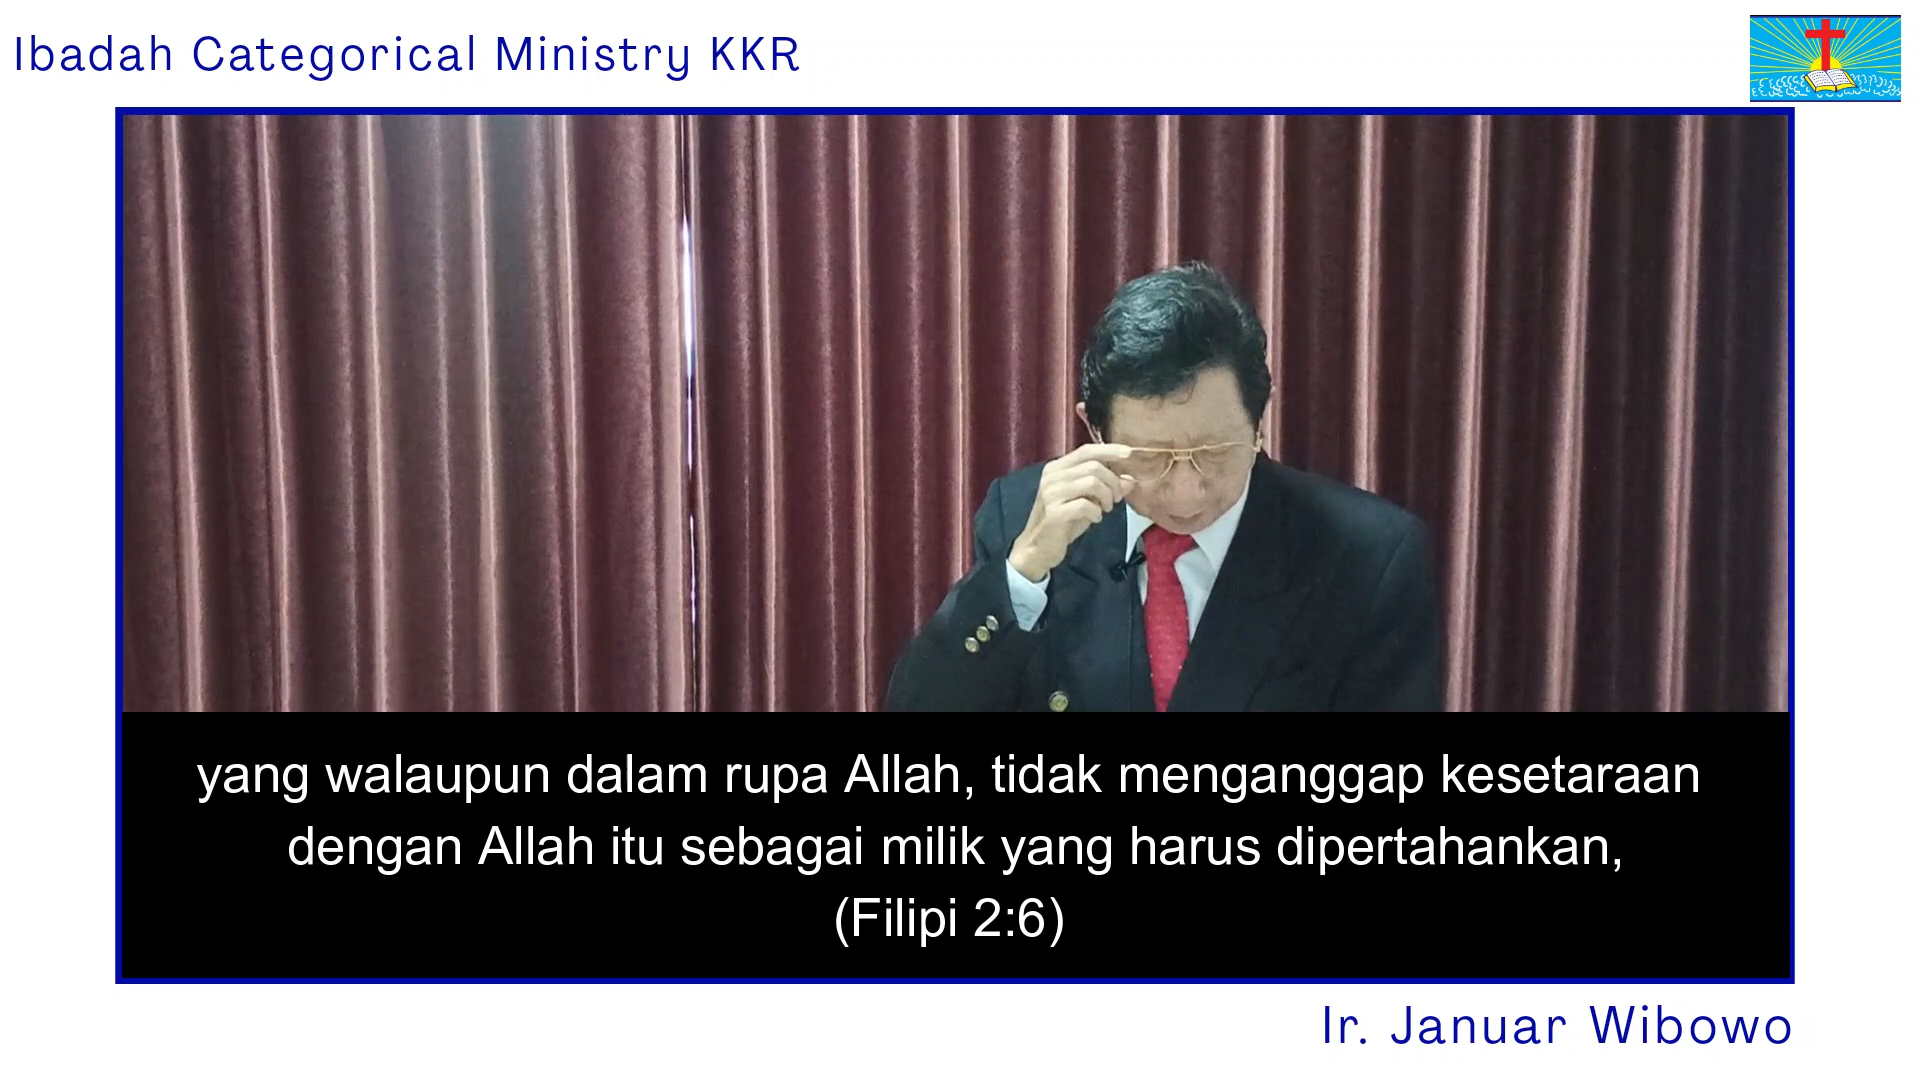 Ibadah Categorical Ministry KKR
yang walaupun dalam rupa Allah, tidak menganggap kesetaraan
dengan Allah itu sebagai milik yang harus dipertahankan,
(Filipi 2:6)
Ir. Januar Wibowo